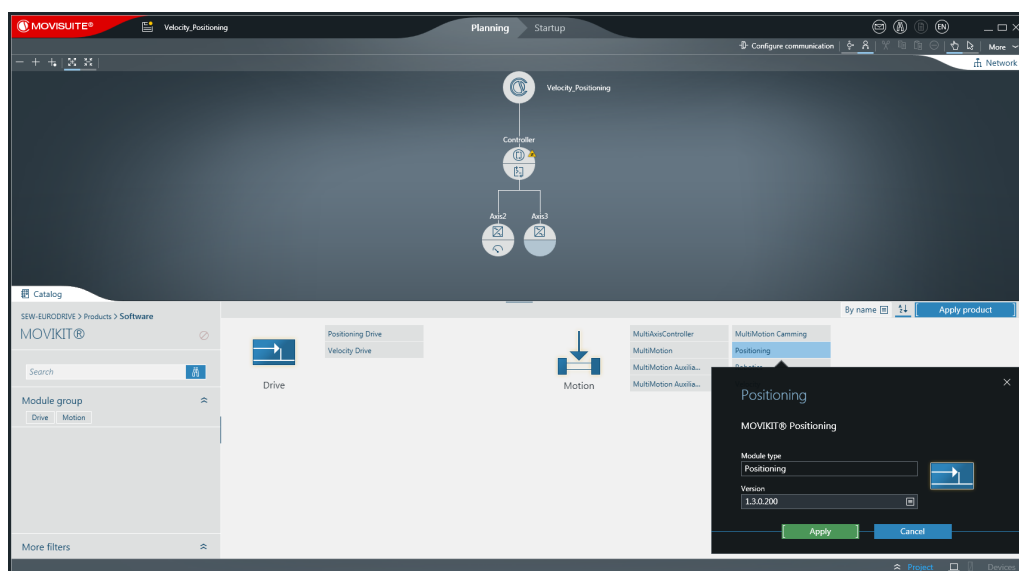 MOVISUITE®
Velocity_Positioning
Planning
Startup
EN
Configure communication
More
Network
Velocity_Positioning
Controller
Axis2
Axis3
Catalog
SEW-EURODRIVE > Products > Software
MOVIKIT®
Search
Module group
Drive
Motion
More filters
By name
Apply product
Positioning Drive
Velocity Drive
Drive
Motion
MultiAxisController
MultiMotion
MultiMotion Auxilia...
MultiMotion Auxilia...
MultiMotion Camming
Positioning
Robotics
Positioning
MOVIKIT® Positioning
Module type
Positioning
Version
1.3.0.200
Apply
Cancel
Project
Devices